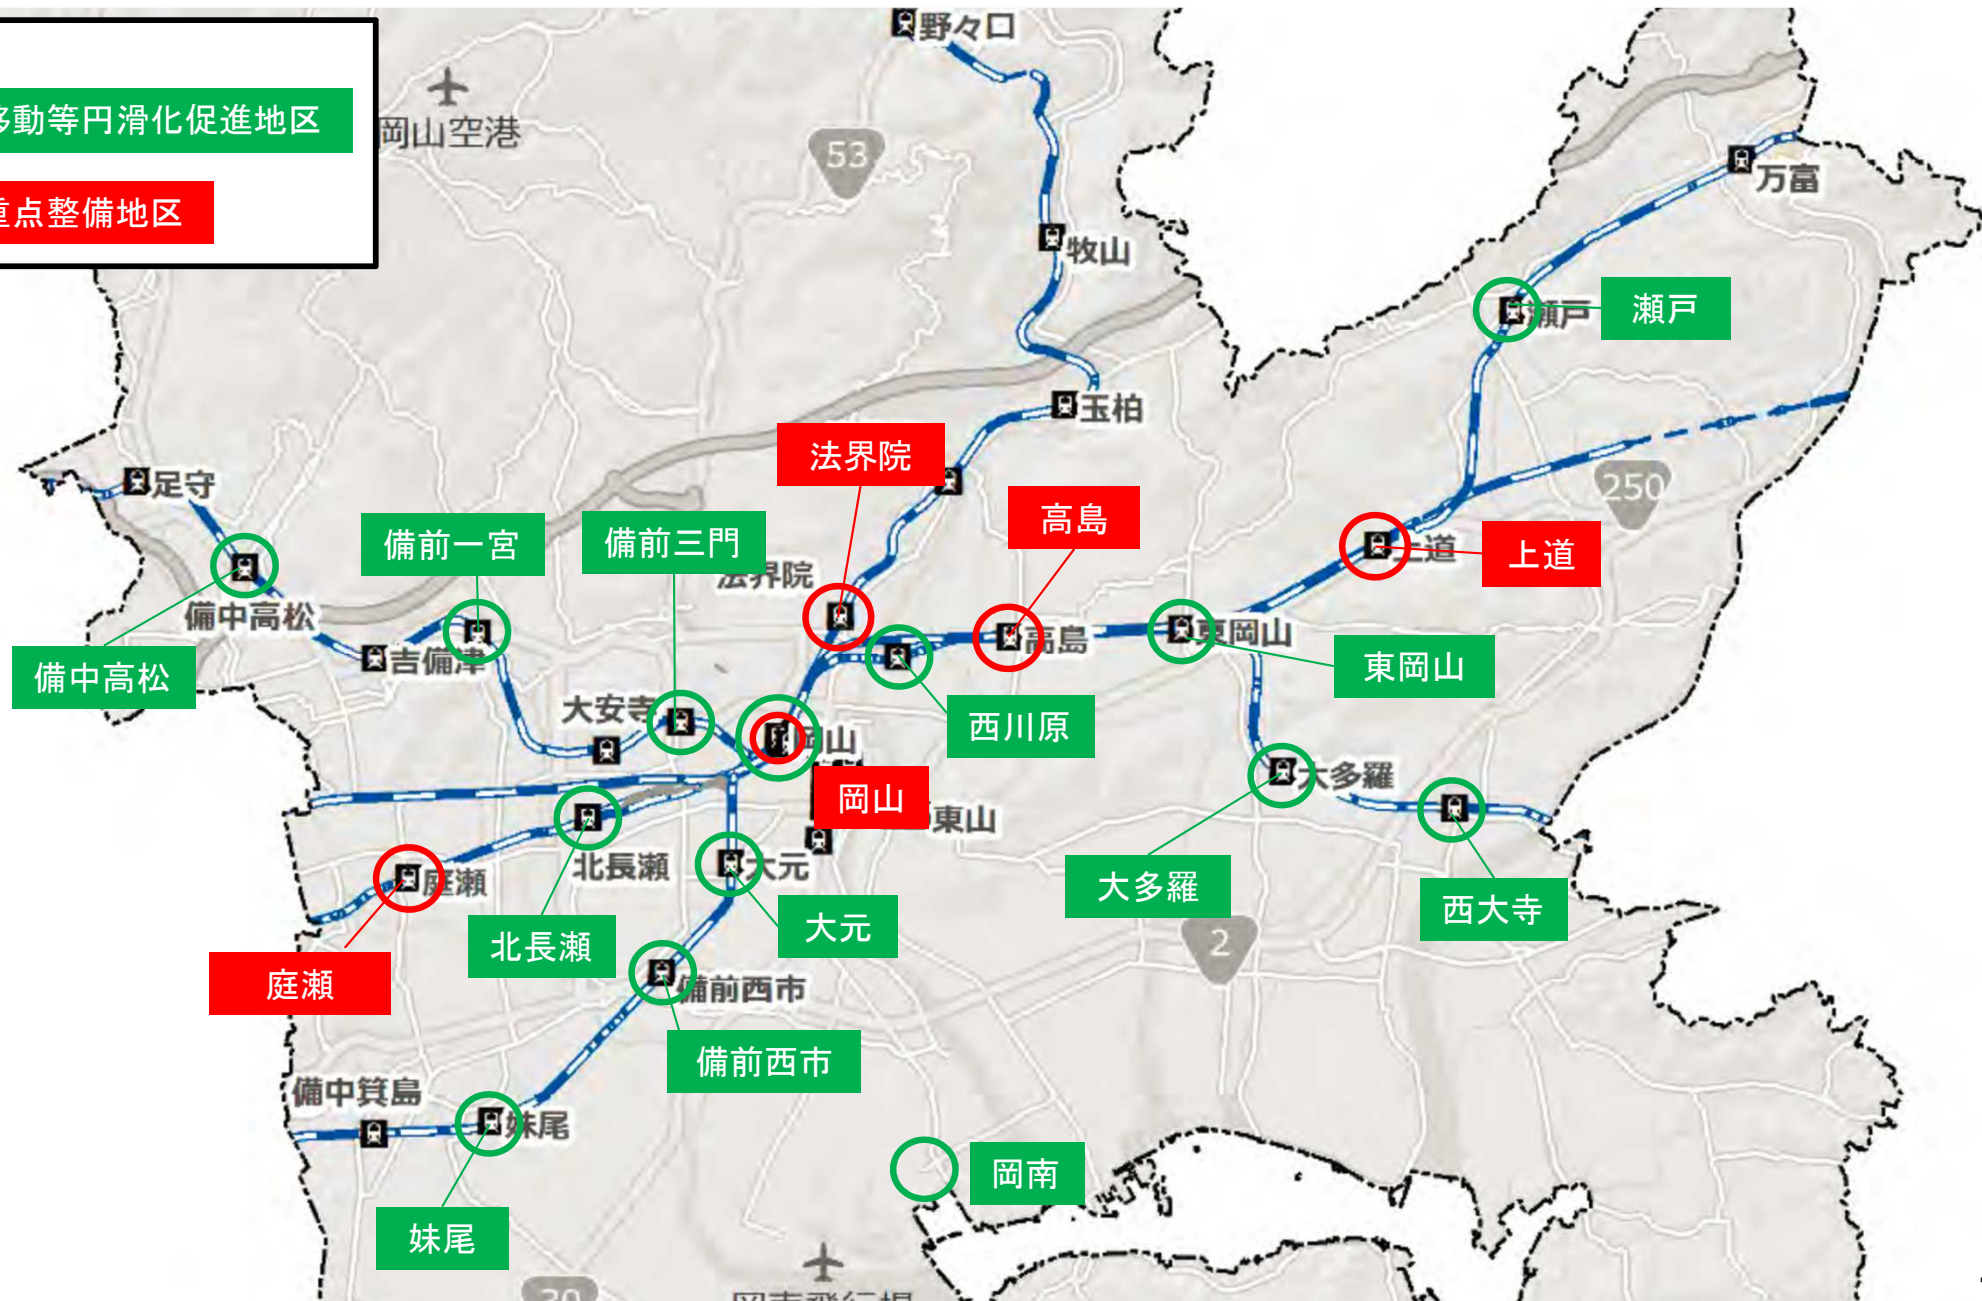 野々口
移動等円滑化促進地区
岡山空港
53
万富
重点整備地区
牧山
瀬戸
瀬戸
玉柏
法界院
足守
250
高島
備前一宮
備前三門
上道
上道
法界院
備中高松
高島
東岡山
吉備津
東岡山
備中高松
大安寺
西川原
岡山
大多羅
岡山
東山
北長瀬
大元
庭瀬
大多羅
西大寺
大元
北長瀬
2
庭瀬
備前西市
備前西市
備中箕島
妹尾
岡南
妹尾
30